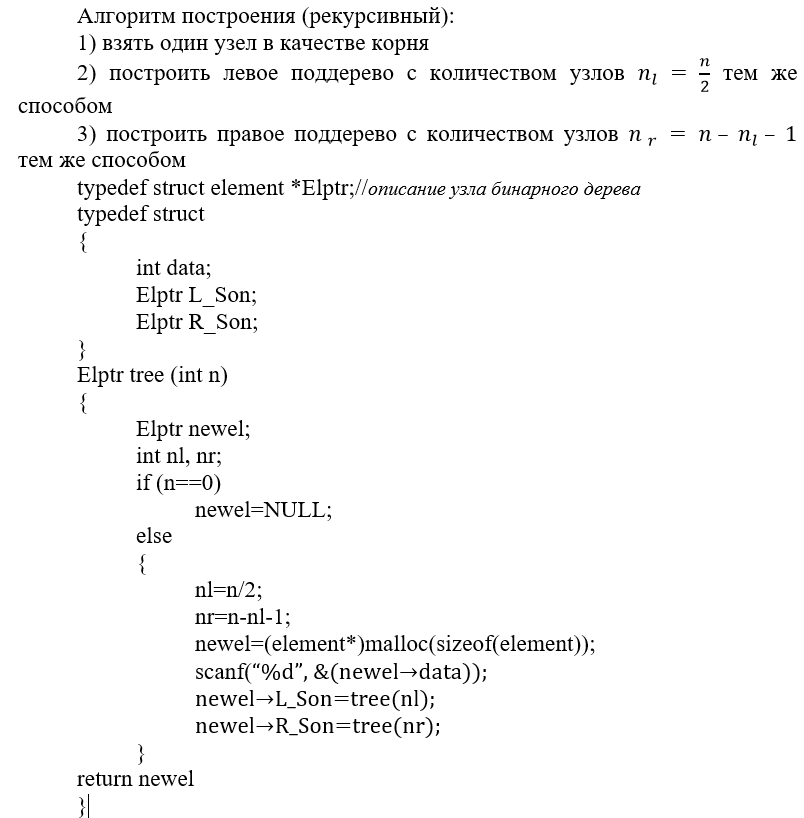 Алгоритм построения (рекурсивный):
1) взять один узел в качестве корня
2) построить левое поддерево с количеством узлов n_l = n/2 тем же
способом
3) построить правое поддерево с количеством узлов n_r = n – n_l – 1
тем же способом
typedef struct element *Elptr;//описание узла бинарного дерева
typedef struct
{
int data;
Elptr L_Son;
Elptr R_Son;
}
Elptr tree (int n)
{
Elptr newel;
int nl, nr;
if (n==0)
newel=NULL;
else
{
nl=n/2;
nr=n-nl-1;
newel=(element*)malloc(sizeof(element));
scanf(“%d”, &(newel→data));
newel→L_Son=tree(nl);
newel→R_Son=tree(nr);
}
return newel
}